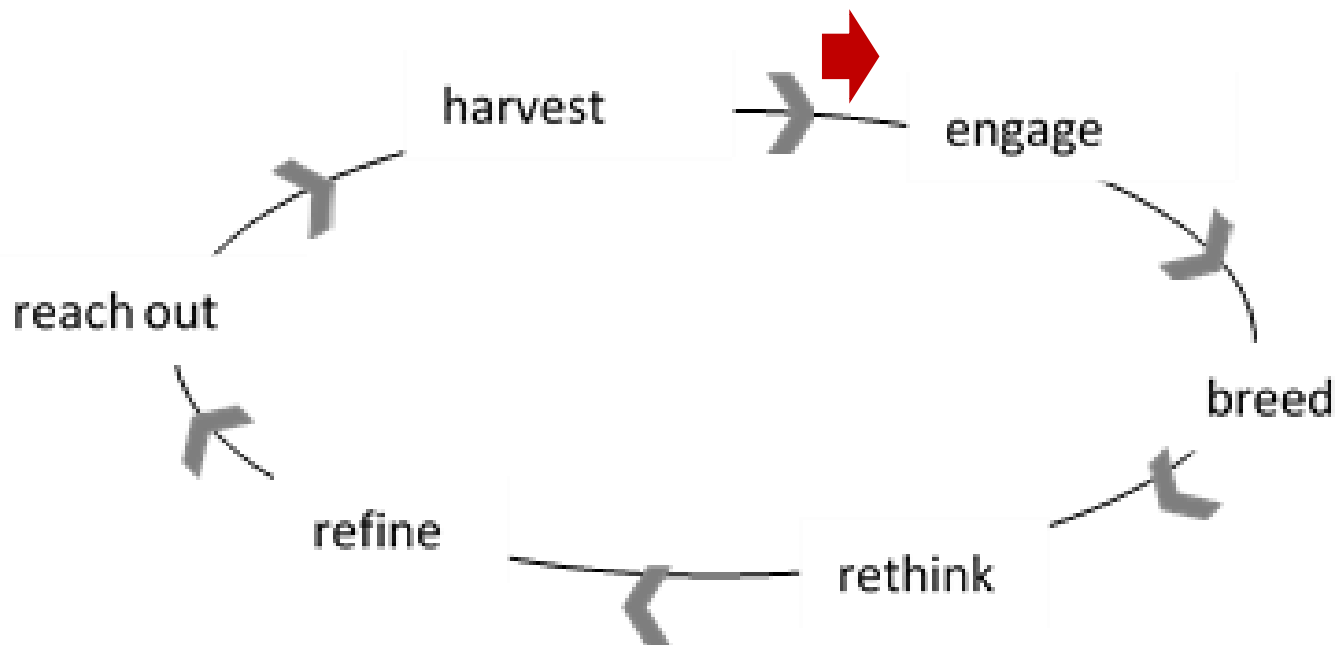 harvest
engage
reach out
breed
refine
rethink